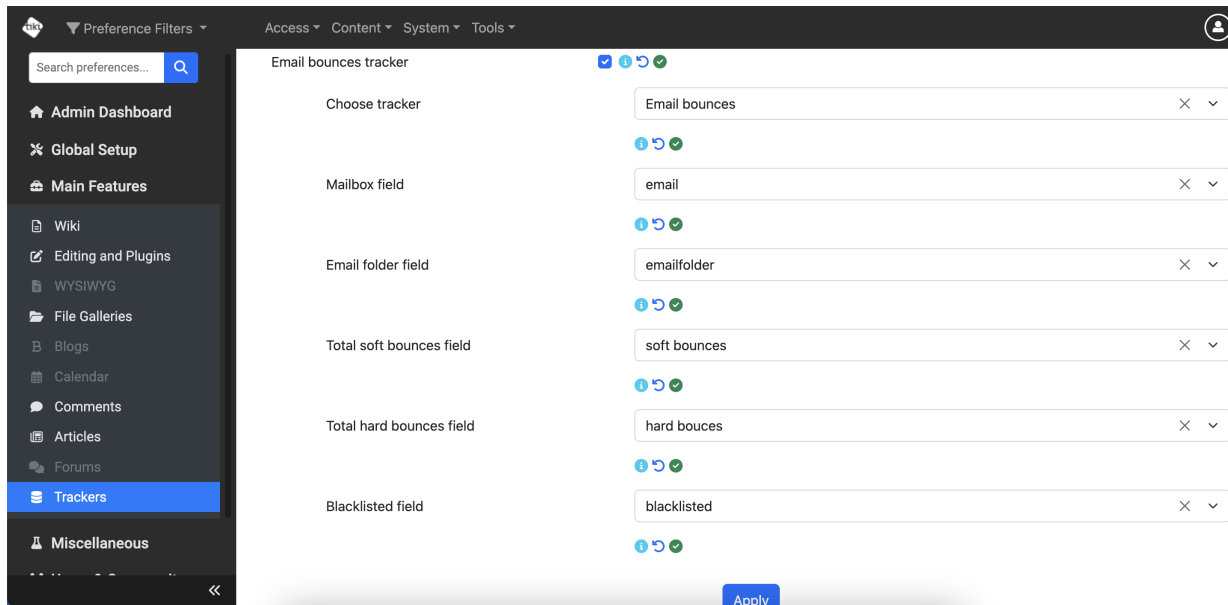 tiki
Preference Filters
Access Content System Tools
Search preferences...
Admin Dashboard
Global Setup
Main Features
Wiki
Editing and Plugins
WYSIWYG
File Galleries
Blogs
Calendar
Comments
Articles
Forums
Trackers
Miscellaneous
Email bounces tracker
Choose tracker
Email bounces
Mailbox field
email
Email folder field
emailfolder
Total soft bounces field
soft bounces
Total hard bounces field
hard bouces
Blacklisted field
blacklisted
Apply